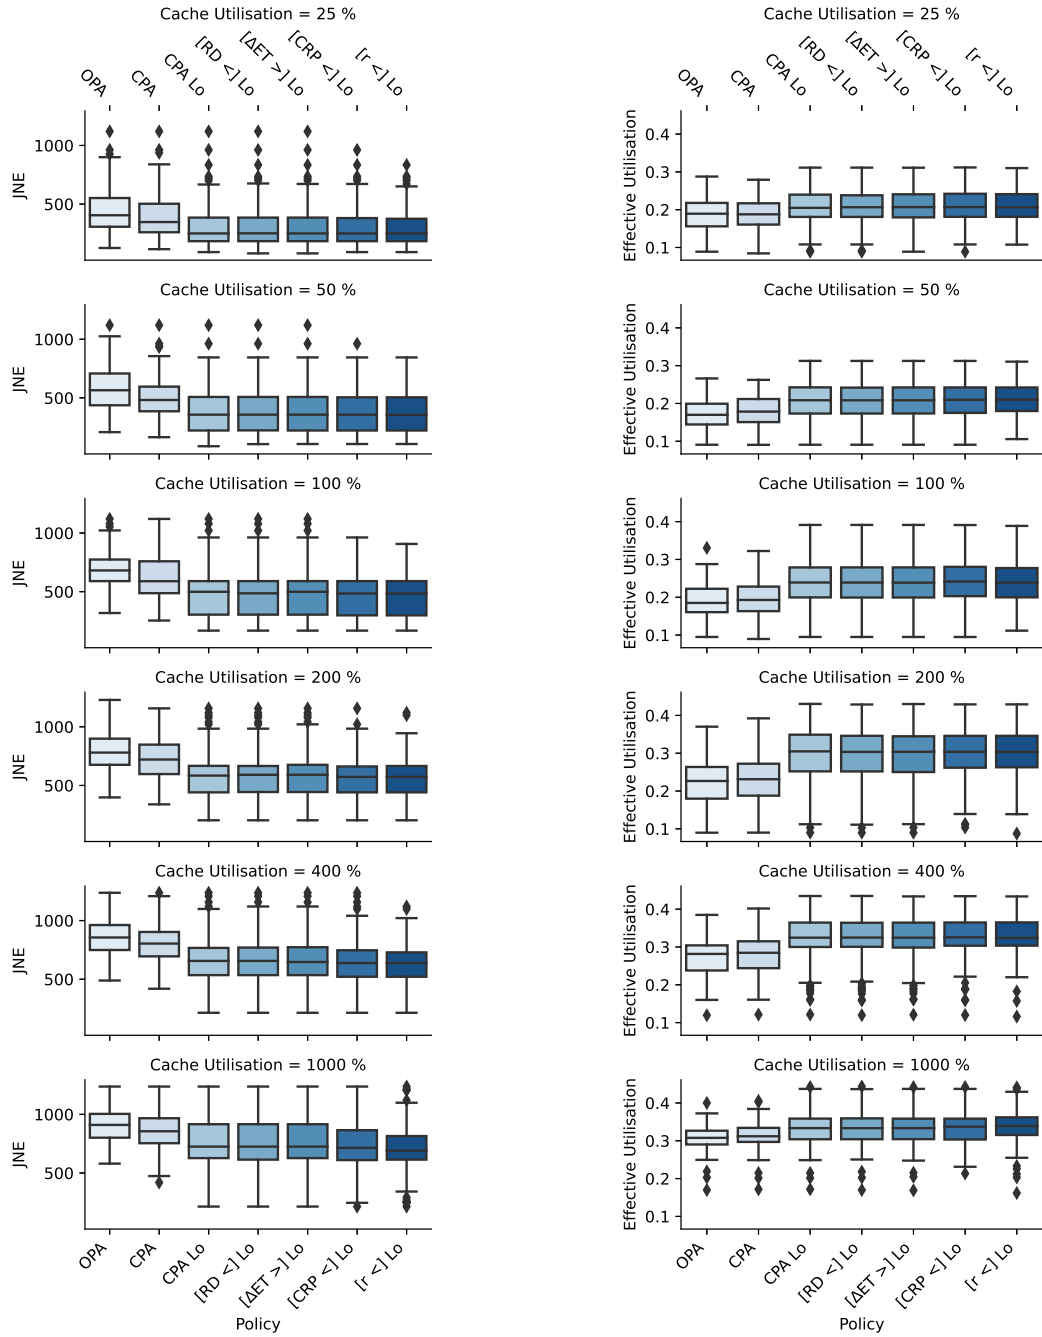 Cache Utilisation = 25 %
OPA
CPA
CPA Lo
[RD <] Lo
[ΔET >] Lo
[CRP <] Lo
[r <] Lo
JNE
1000
500
Cache Utilisation = 25 %
OPA
CPA
CPA Lo
[RD <] Lo
[ΔET >] Lo
[CRP <] Lo
[r <] Lo
Effective Utilisation
0.4
0.3
0.2
0.1
Cache Utilisation = 50 %
JNE
1000
500
Cache Utilisation = 50 %
Effective Utilisation
0.4
0.3
0.2
0.1
Cache Utilisation = 100 %
JNE
1000
500
Cache Utilisation = 100 %
Effective Utilisation
0.4
0.3
0.2
0.1
Cache Utilisation = 200 %
JNE
1000
500
Cache Utilisation = 200 %
Effective Utilisation
0.4
0.3
0.2
0.1
Cache Utilisation = 400 %
JNE
1000
500
Cache Utilisation = 400 %
Effective Utilisation
0.4
0.3
0.2
0.1
Cache Utilisation = 1000 %
JNE
1000
500
OPA
CPA
CPA Lo
[RD <] Lo
[ΔET >] Lo
[CRP <] Lo
[r <] Lo
Policy
Cache Utilisation = 1000 %
Effective Utilisation
0.4
0.3
0.2
0.1
OPA
CPA
CPA Lo
[RD <] Lo
[ΔET >] Lo
[CRP <] Lo
[r <] Lo
Policy